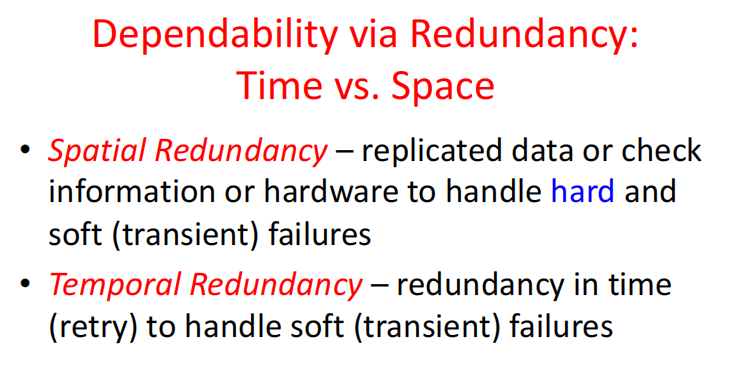 Dependability via Redundancy:
Time vs. Space
• Spatial Redundancy – replicated data or check
information or hardware to handle hard and
soft (transient) failures
• Temporal Redundancy – redundancy in time
(retry) to handle soft (transient) failures